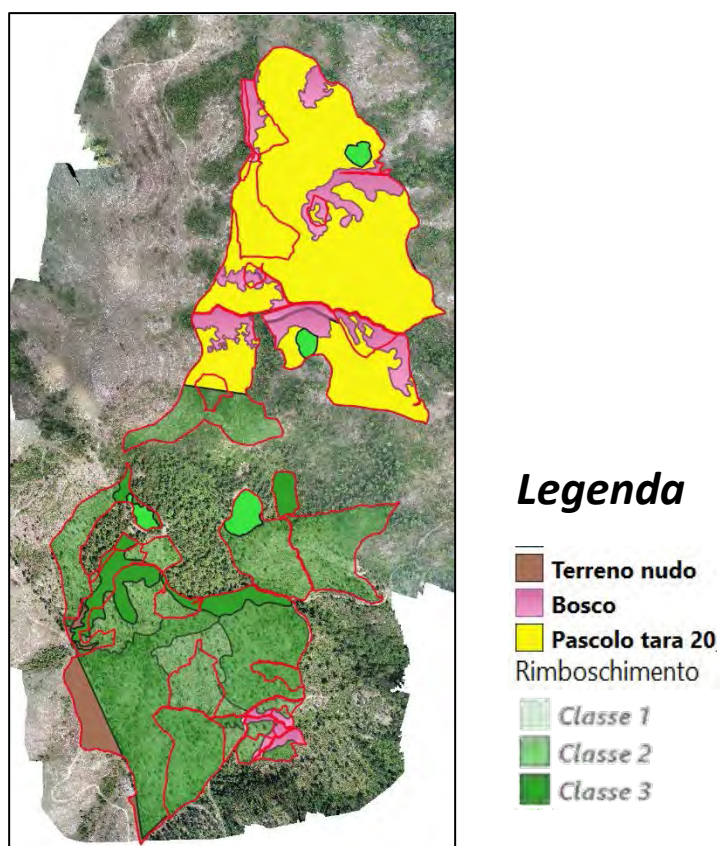 Legenda
Terreno nudo
Bosco
Pascolo tara 20
Rimboschimento
Classe 1
Classe 2
Classe 3